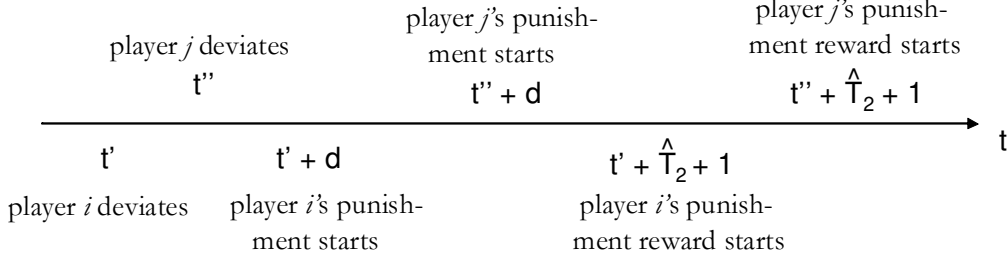 player j's punish-
ment reward starts
player j's punish-
ment starts
player j deviates
t''
t'' + d
t'' + T̂₂ + 1
t
t'
t' + d
t' + T̂₂ + 1
player i deviates
player i's punish-
ment starts
player i's punish-
ment reward starts